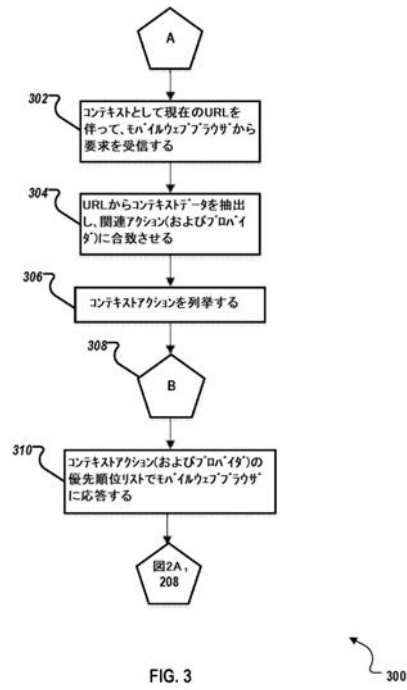 A
302
コンテキストとして現在のURLを
伴って、モバイルウェブブラウザから
要求を受信する
304
URLからコンテキストデータを抽出
し、関連アクション(およびプロバイ
ダ)に合致させる
306
コンテキストアクションを列挙する
308
B
310
コンテキストアクション(およびプロバイダ)の
優先順位リストでモバイルウェブブラウザ
に応答する
図2A,
208
FIG. 3
300